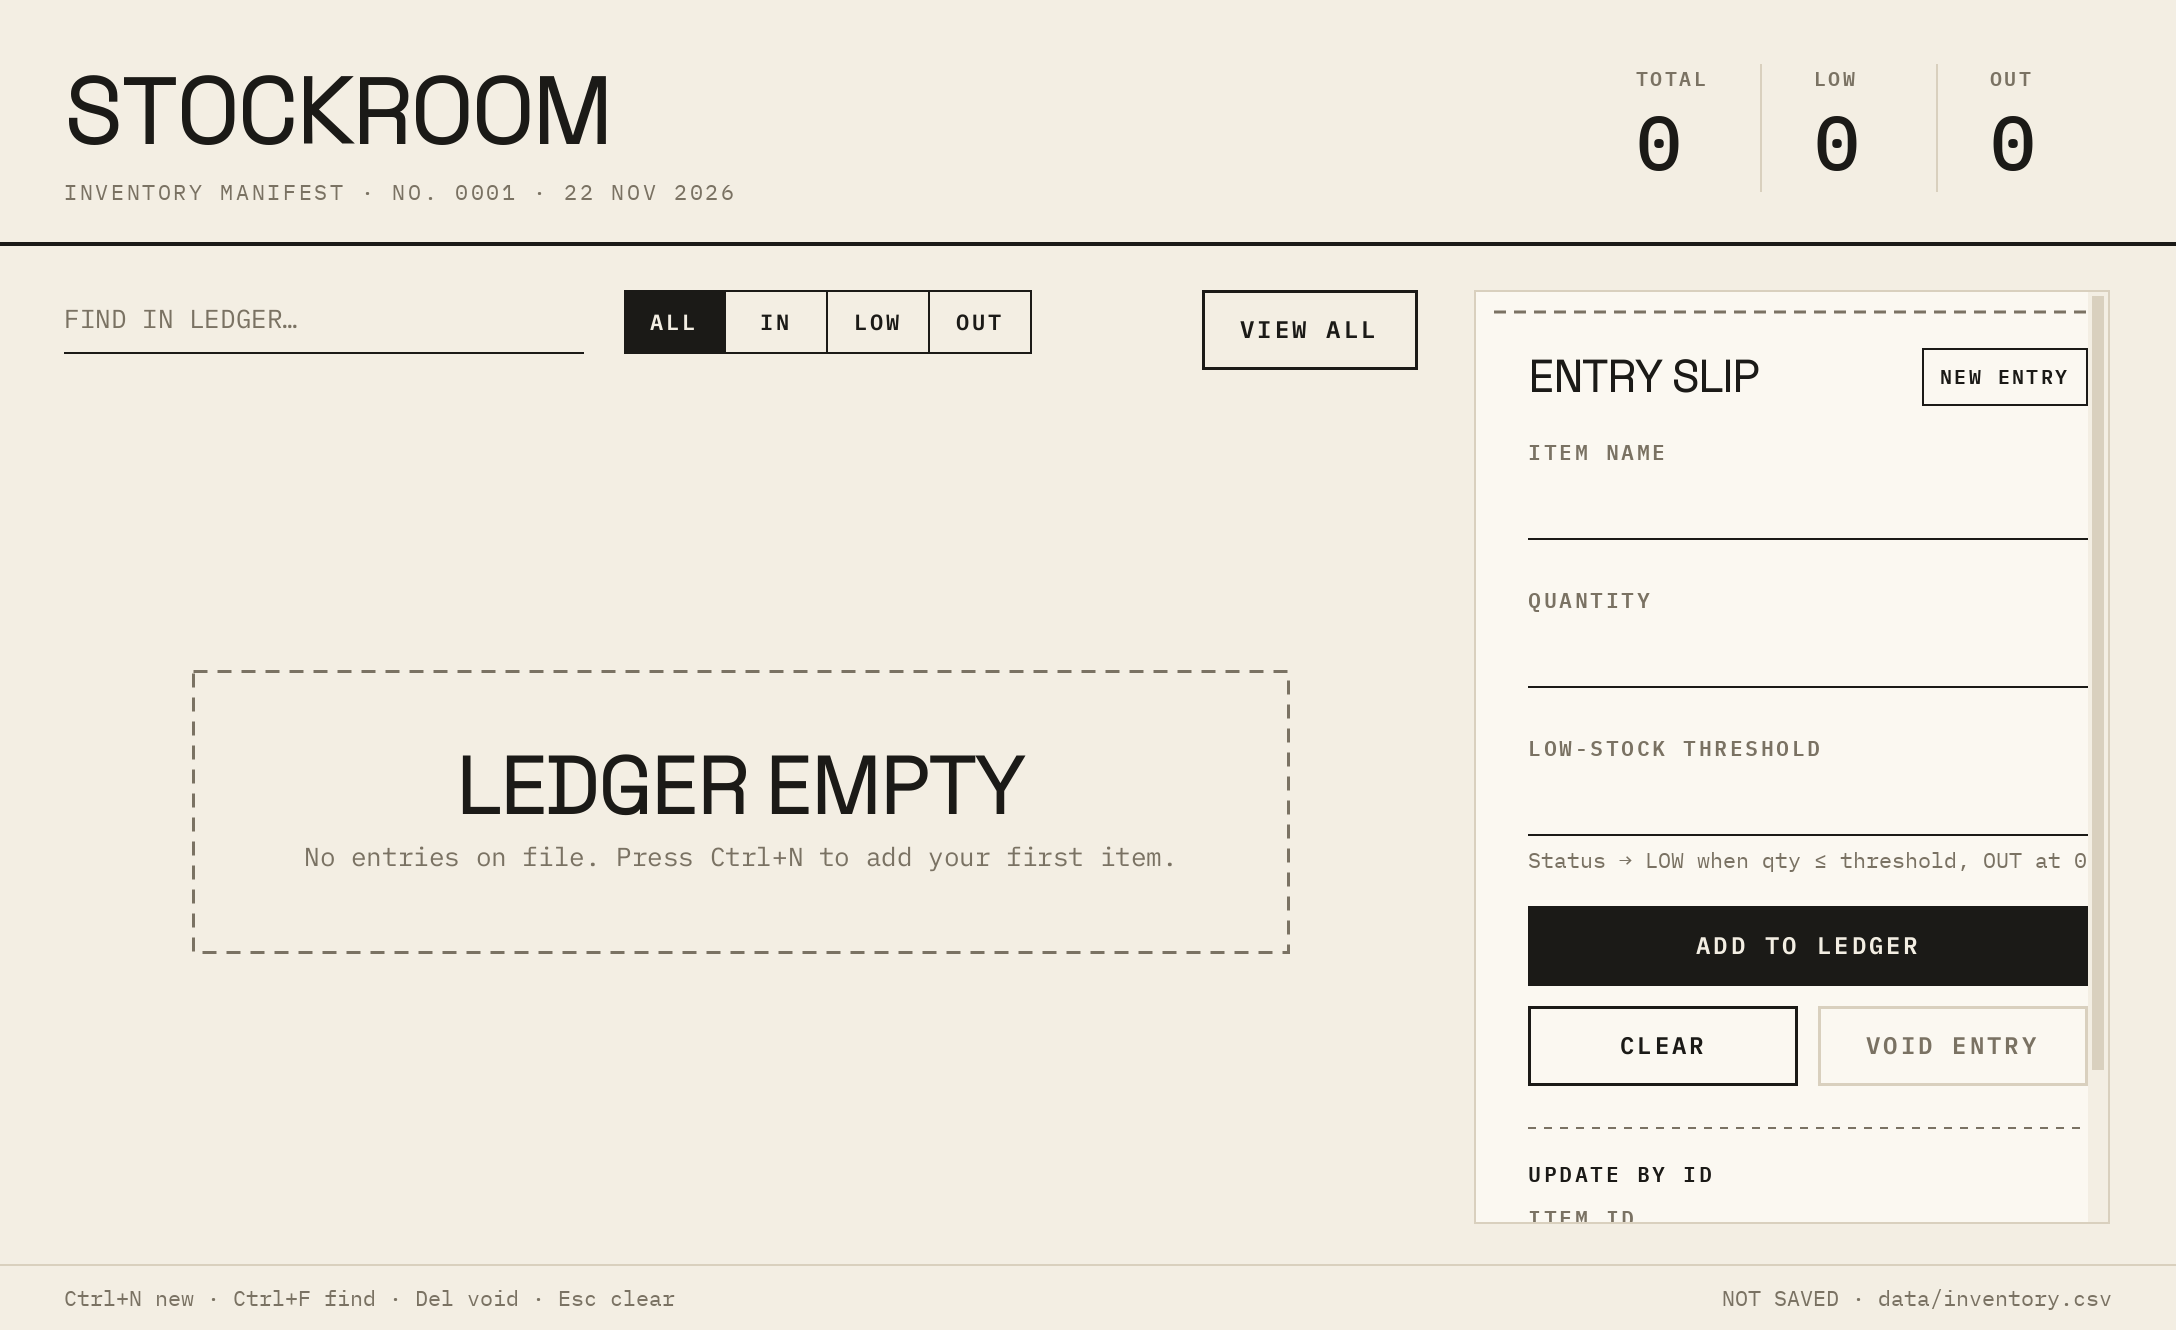 STOCKROOM
INVENTORY MANIFEST · NO. 0001 · 22 NOV 2026
TOTAL
0
LOW
0
OUT
0
FIND IN LEDGER…
ALL
IN
LOW
OUT
VIEW ALL
LEDGER EMPTY
No entries on file. Press Ctrl+N to add your first item.
ENTRY SLIP
NEW ENTRY
ITEM NAME
QUANTITY
LOW-STOCK THRESHOLD
Status → LOW when qty ≤ threshold, OUT at 0
ADD TO LEDGER
CLEAR
VOID ENTRY
UPDATE BY ID
ITEM ID
Ctrl+N new · Ctrl+F find · Del void · Esc clear
NOT SAVED · data/inventory.csv